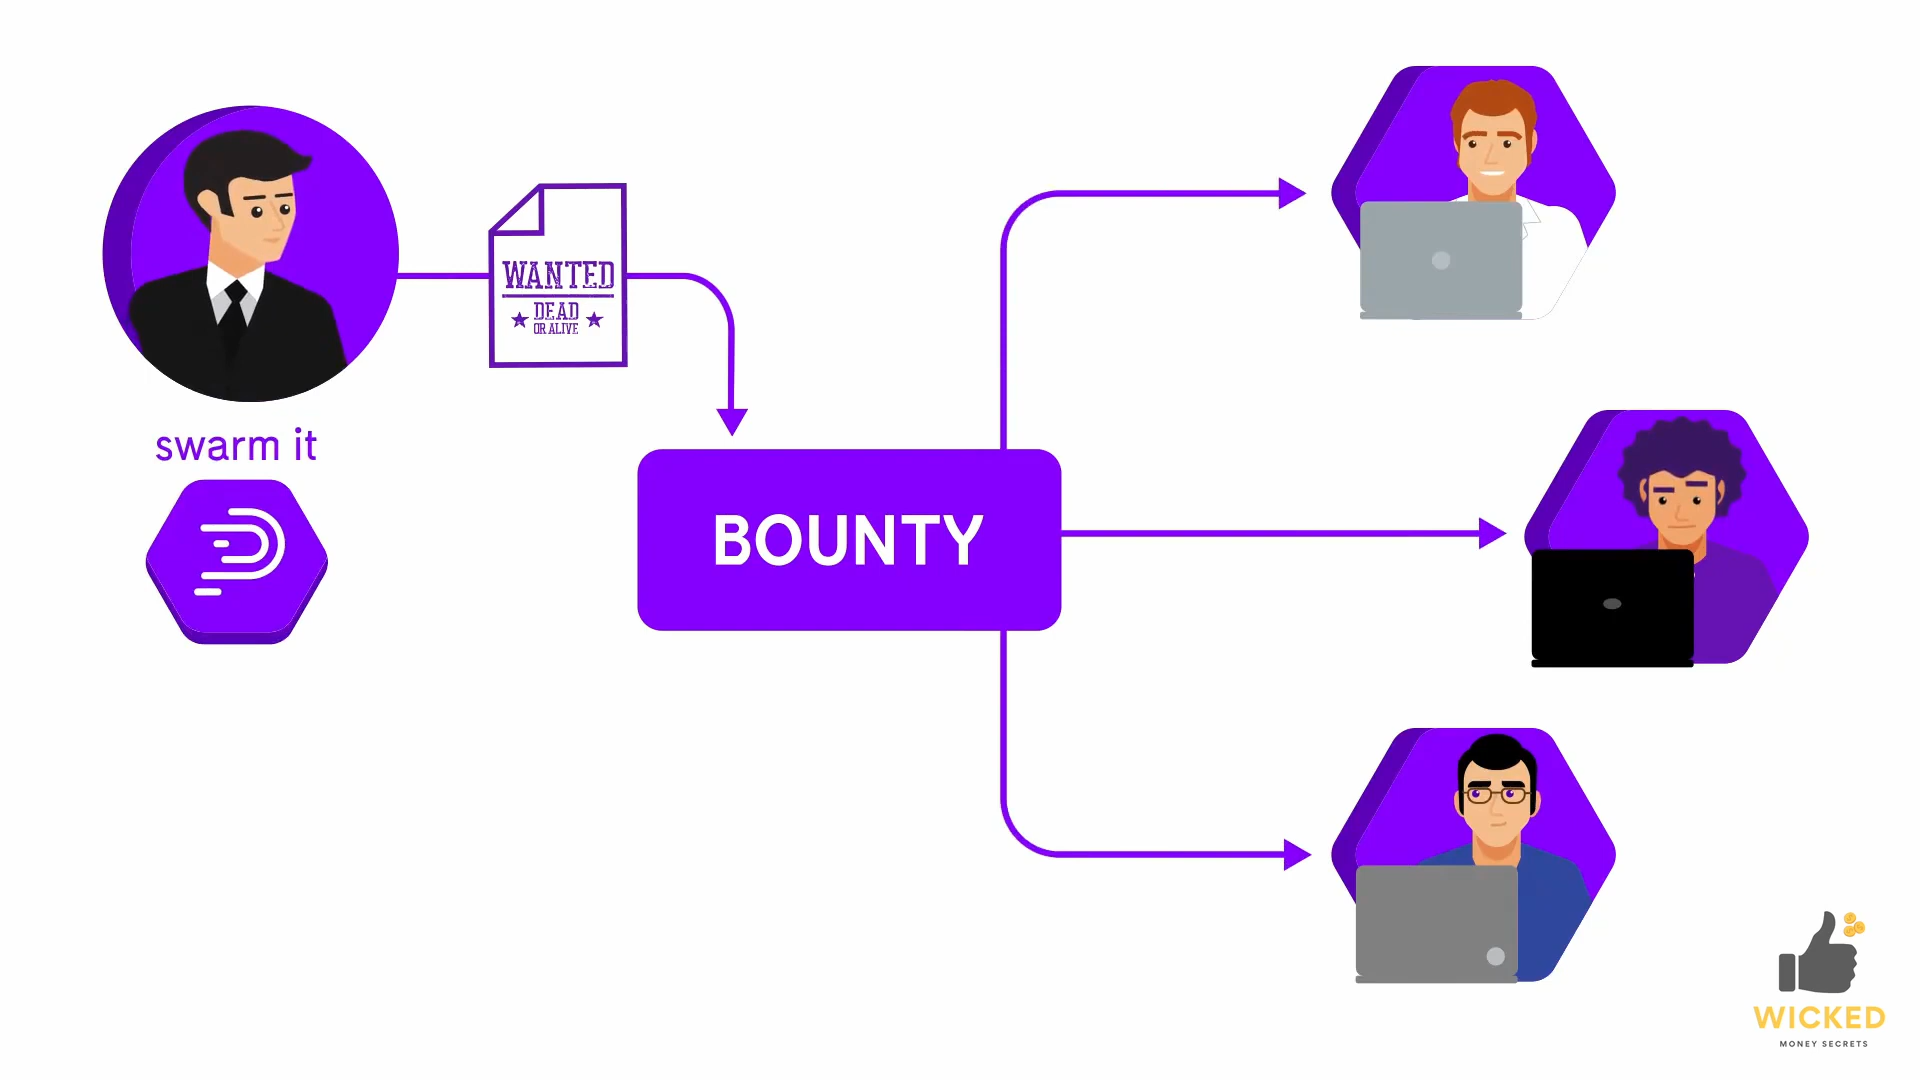 swarm it
WANTED
DEAD
OR ALIVE
BOUNTY
WICKED
MONEY SECRETS